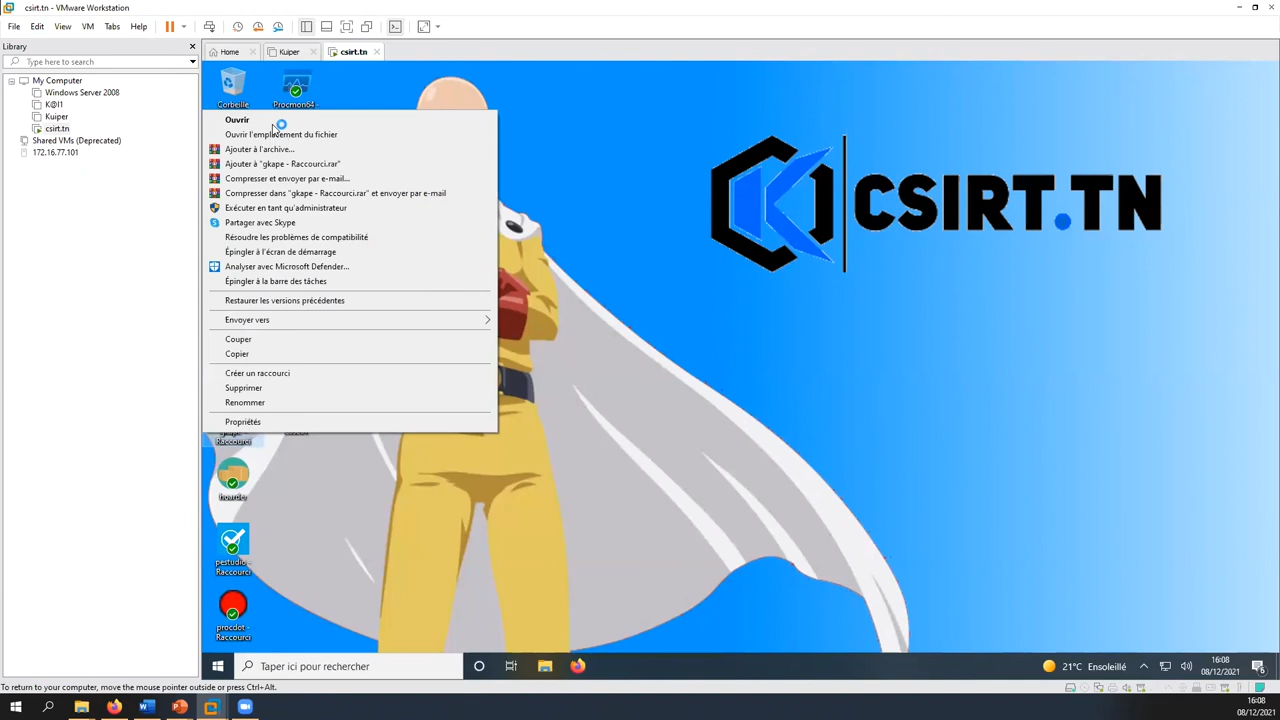 csirt.tn - VMware Workstation
File Edit View VM Tabs Help
Library
Type here to search
My Computer
Windows Server 2008
K@l1
Kuiper
csirt.tn
Shared VMs (Deprecated)
172.16.77.101
Home
Kuiper
csirt.tn
Corbeille
Procmon64 -
Ouvrir
Ouvrir l'emplacement du fichier
Ajouter à l'archive...
Ajouter à "gkape - Raccourci.rar"
Compresser et envoyer par e-mail...
Compresser dans "gkape - Raccourci.rar" et envoyer par e-mail
Exécuter en tant qu'administrateur
Partager avec Skype
Résoudre les problèmes de compatibilité
Épingler à l'écran de démarrage
Analyser avec Microsoft Defender...
Épingler à la barre des tâches
Restaurer les versions précédentes
Envoyer vers
Couper
Copier
Créer un raccourci
Supprimer
Renommer
Propriétés
Raccourci
hoarder
pestudio -
Raccourci
procdot -
Raccourci
CSIRT.TN
Taper ici pour rechercher
21°C Ensoleillé
16:08
08/12/2021
6
To return to your computer, move the mouse pointer outside or press Ctrl+Alt.
16:08
08/12/2021